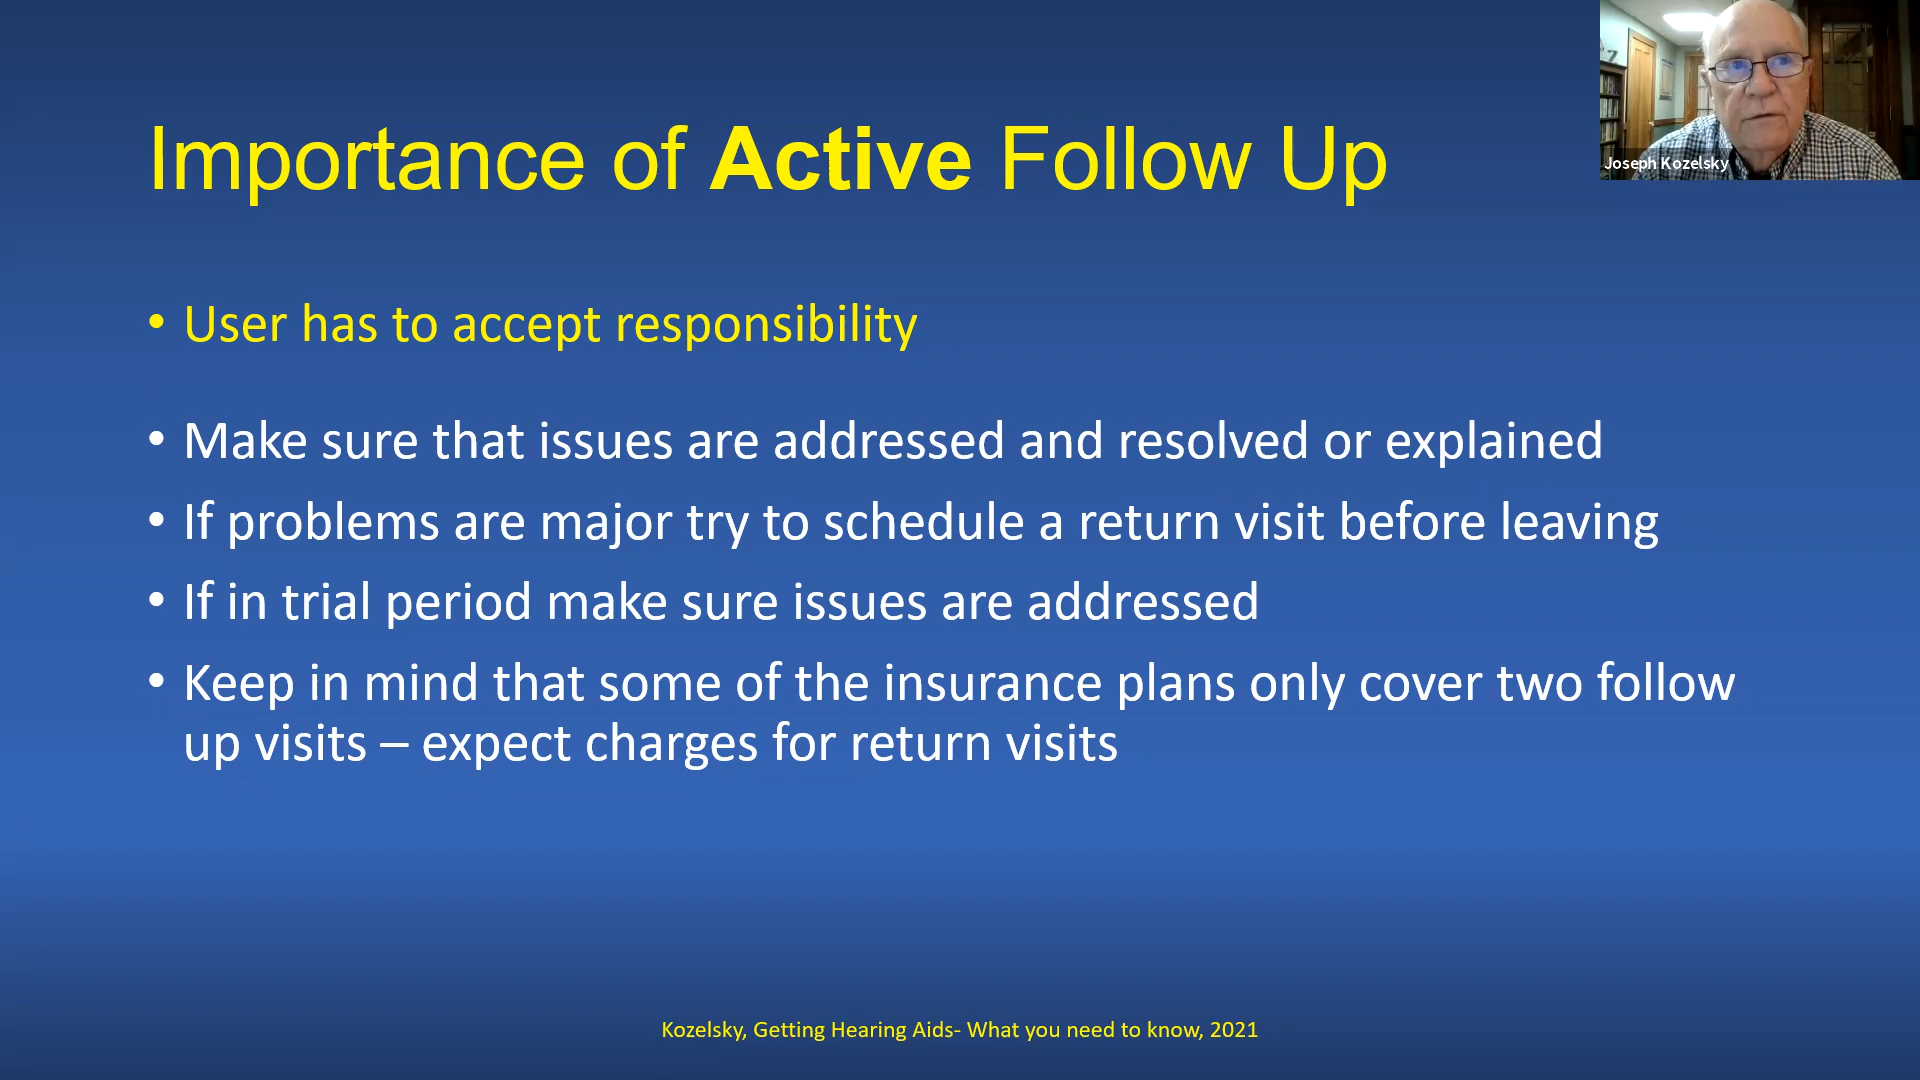 Importance of Active Follow Up
Joseph Kozelsky
• User has to accept responsibility
• Make sure that issues are addressed and resolved or explained
• If problems are major try to schedule a return visit before leaving
• If in trial period make sure issues are addressed
• Keep in mind that some of the insurance plans only cover two follow
up visits – expect charges for return visits
Kozelsky, Getting Hearing Aids- What you need to know, 2021